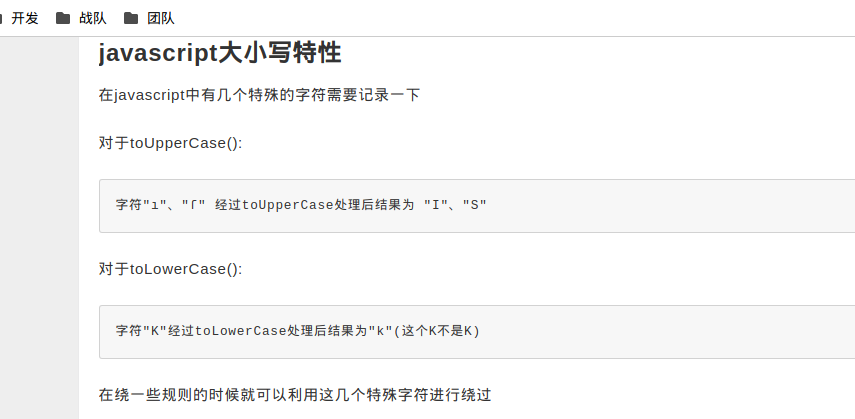 开发 战队 团队
javascript大小写特性
在javascript中有几个特殊的字符需要记录一下
对于toUpperCase():
字符"ı"、"ſ" 经过toUpperCase处理后结果为 "I"、"S"
对于toLowerCase():
字符"K"经过toLowerCase处理后结果为"k"(这个K不是K)
在绕一些规则的时候就可以利用这几个特殊字符进行绕过